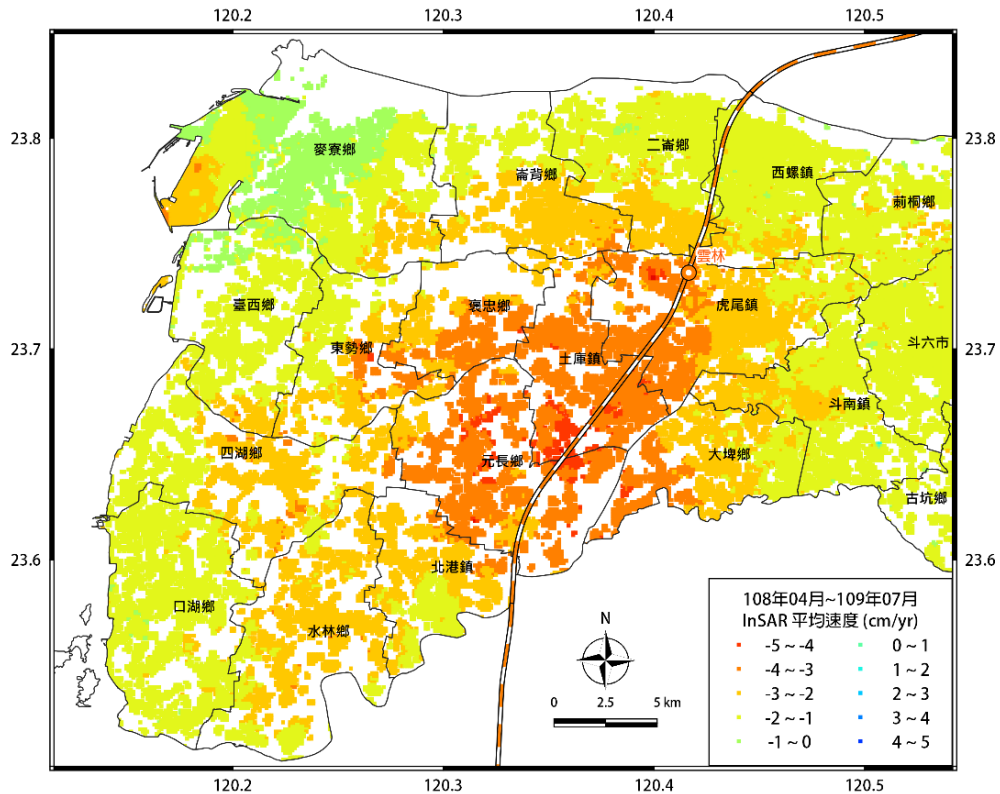 120.2 120.3 120.4 120.5
23.8 23.8
麥寮鄉
二崙鄉
崙背鄉
西螺鎮
莿桐鄉
雲林
臺西鄉
褒忠鄉
虎尾鎮
23.7 23.7
東勢鄉
土庫鎮
斗六市
斗南鎮
四湖鄉
元長鄉
大埤鄉
古坑鄉
23.6 23.6
北港鎮
口湖鄉
水林鄉
N
0 2.5 5 km
108年04月~109年07月
InSAR 平均速度 (cm/yr)
-5 ~ -4 0 ~ 1
-4 ~ -3 1 ~ 2
-3 ~ -2 2 ~ 3
-2 ~ -1 3 ~ 4
-1 ~ 0 4 ~ 5
120.2 120.3 120.4 120.5